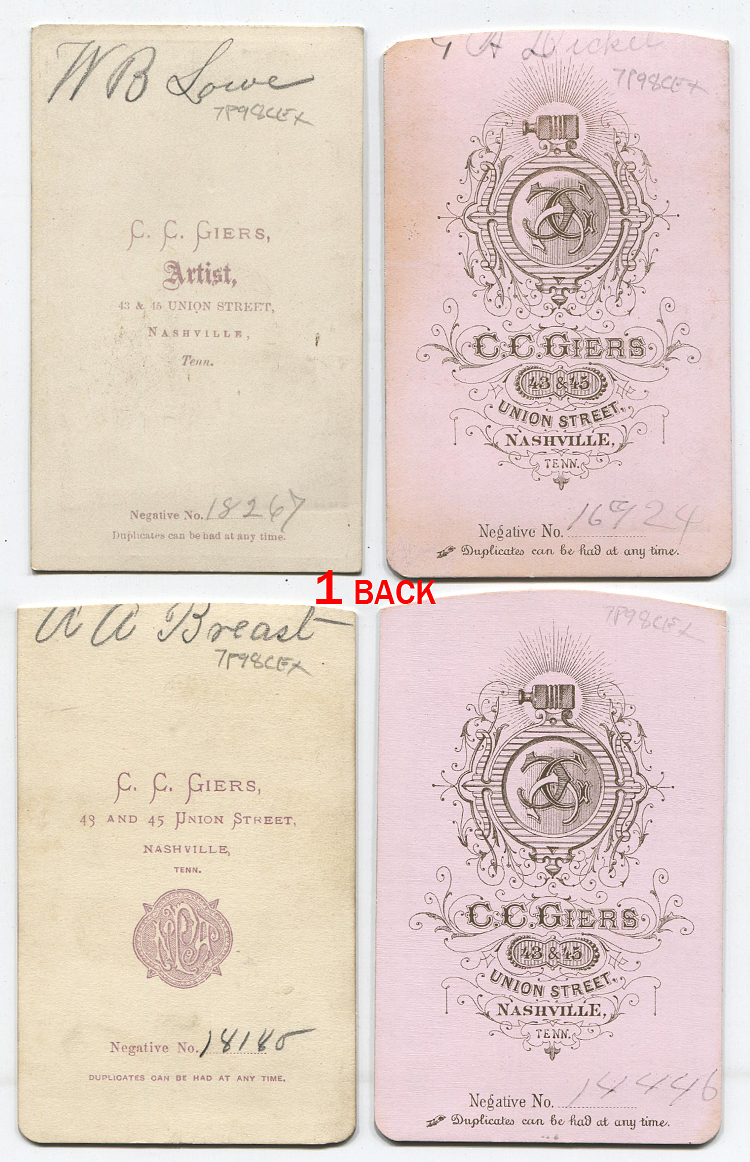 W B Lowe
7P98CEX
C. C. GIERS,
Artist,
43 & 45 UNION STREET,
NASHVILLE,
Tenn.
Negative No. 18267
Duplicates can be had at any time.
7P98CEX
C. C. GIERS
43 & 45
UNION STREET,
NASHVILLE,
TENN.
Negative No.
Duplicates can be had at any time.
1 BACK
A A Breast
7P98CEX
C. C. GIERS,
43 AND 45 UNION STREET,
NASHVILLE,
TENN.
NPA
Negative No. 18180
DUPLICATES CAN BE HAD AT ANY TIME.
7P98CEX
C. C. GIERS
43 & 45
UNION STREET,
NASHVILLE,
TENN.
Negative No. 14446
Duplicates can be had at any time.